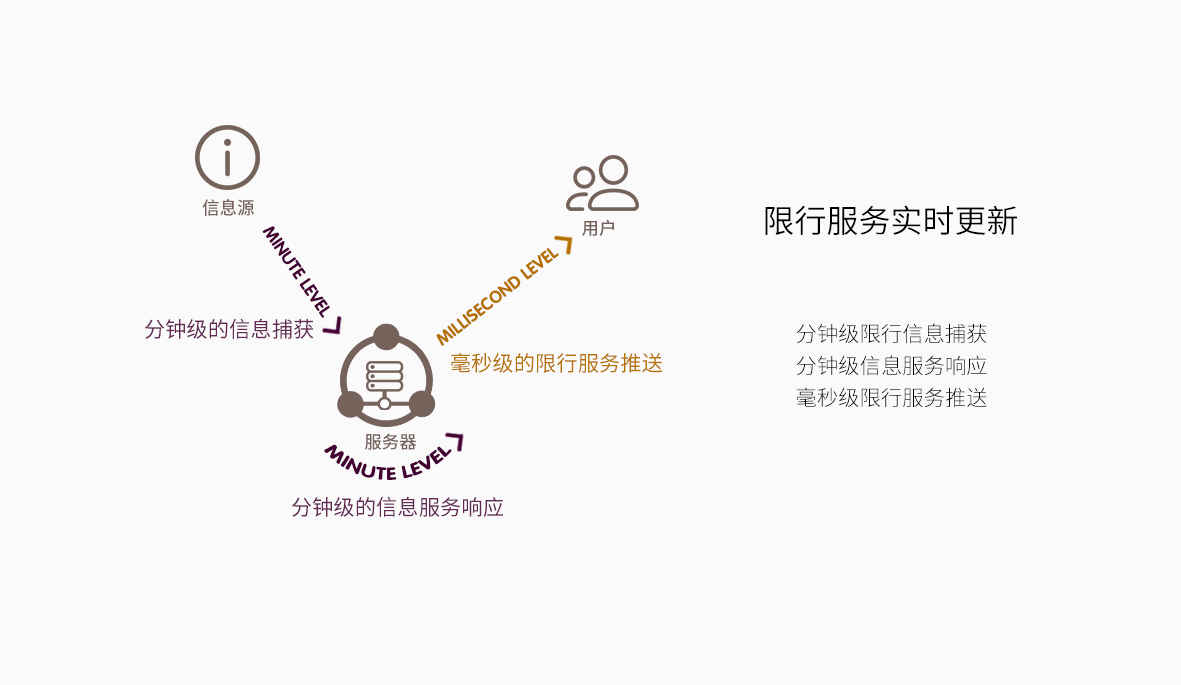 信息源
MINUTE LEVEL
分钟级的信息捕获
用户
MILLISECOND LEVEL
毫秒级的限行服务推送
服务器
MINUTE LEVEL
分钟级的信息服务响应
限行服务实时更新
分钟级限行信息捕获
分钟级信息服务响应
毫秒级限行服务推送